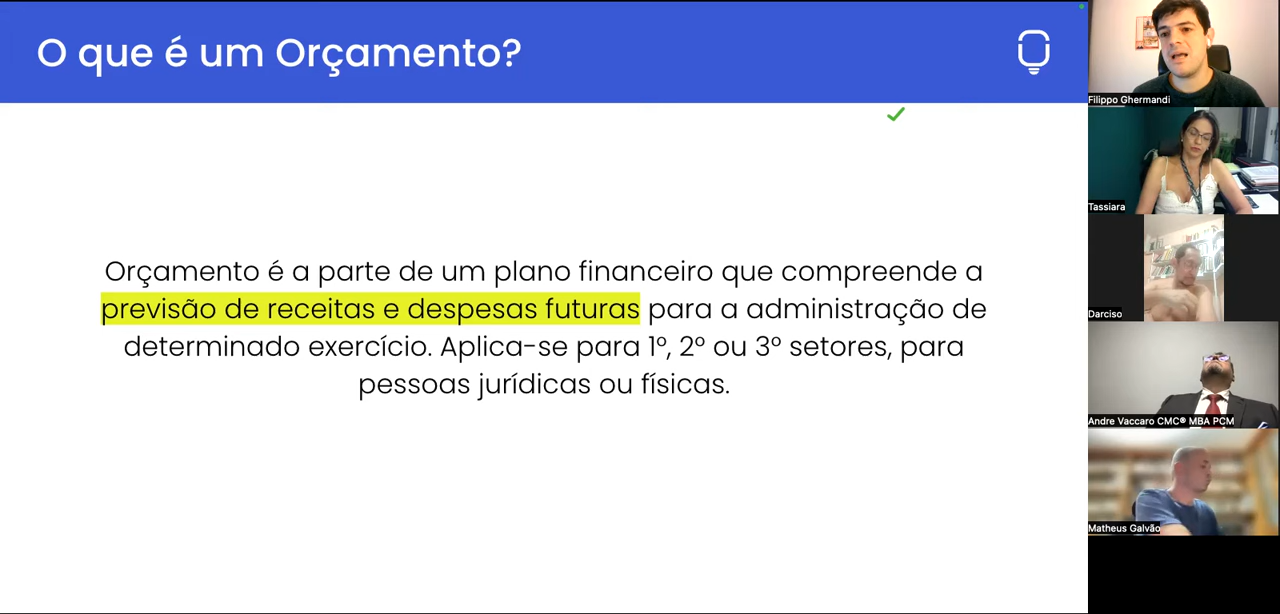 O que é um Orçamento?
Orçamento é a parte de um plano financeiro que compreende a
previsão de receitas e despesas futuras para a administração de
determinado exercício. Aplica-se para 1º, 2º ou 3º setores, para
pessoas jurídicas ou físicas.
Filippo Ghermandi
Tassiara
Darciso
Andre Vaccaro CMC® MBA PCM
Matheus Galvão